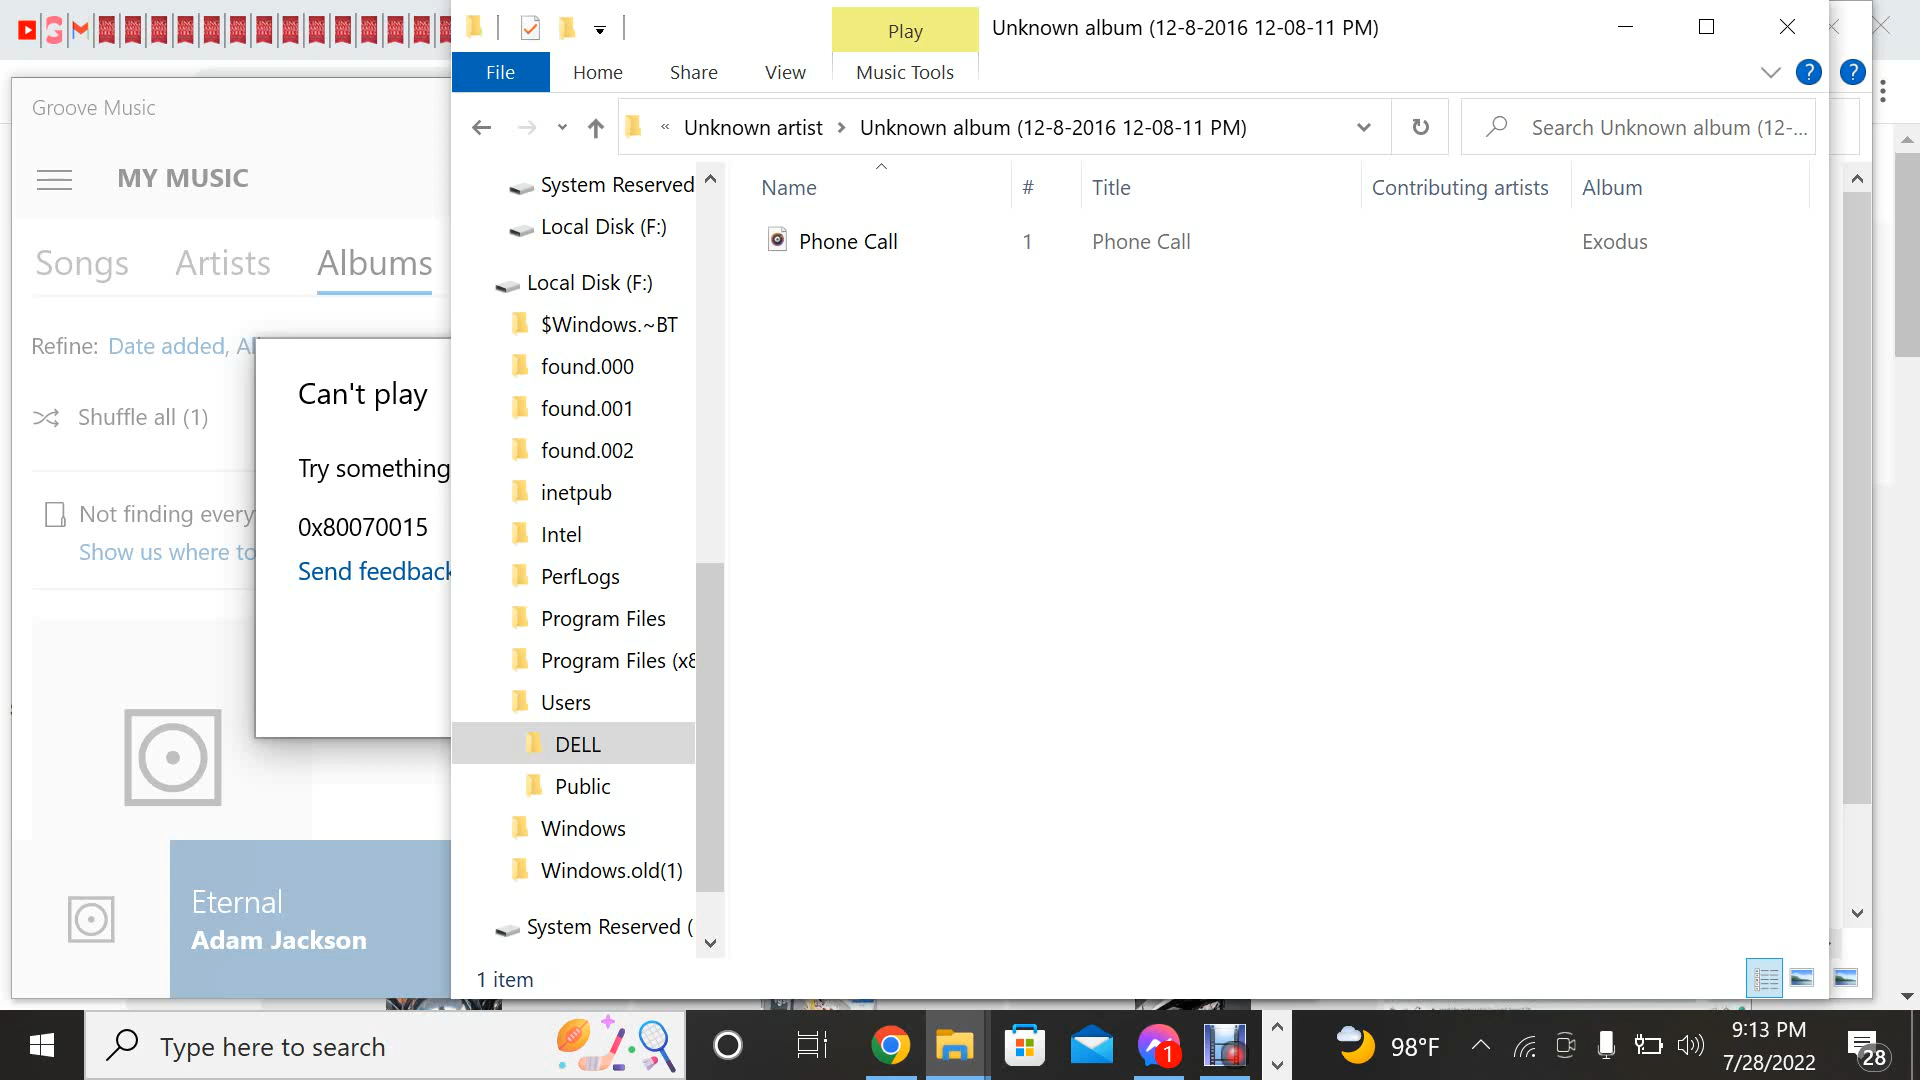 Play
Unknown album (12-8-2016 12-08-11 PM)
File
Home
Share
View
Music Tools
Groove Music
Unknown artist
Unknown album (12-8-2016 12-08-11 PM)
Search Unknown album (12-...
MY MUSIC
Songs
Artists
Albums
Refine: Date added, Al
Shuffle all (1)
Can't play
Try something
0x80070015
Send feedback
Not finding every
Show us where to
Eternal
Adam Jackson
System Reserved
Local Disk (F:)
Local Disk (F:)
$Windows.~BT
found.000
found.001
found.002
inetpub
Intel
PerfLogs
Program Files
Program Files (x8
Users
DELL
Public
Windows
Windows.old(1)
System Reserved (
Name # Title Contributing artists Album
Phone Call 1 Phone Call Exodus
1 item
Type here to search
1
98°F
9:13 PM
7/28/2022
28